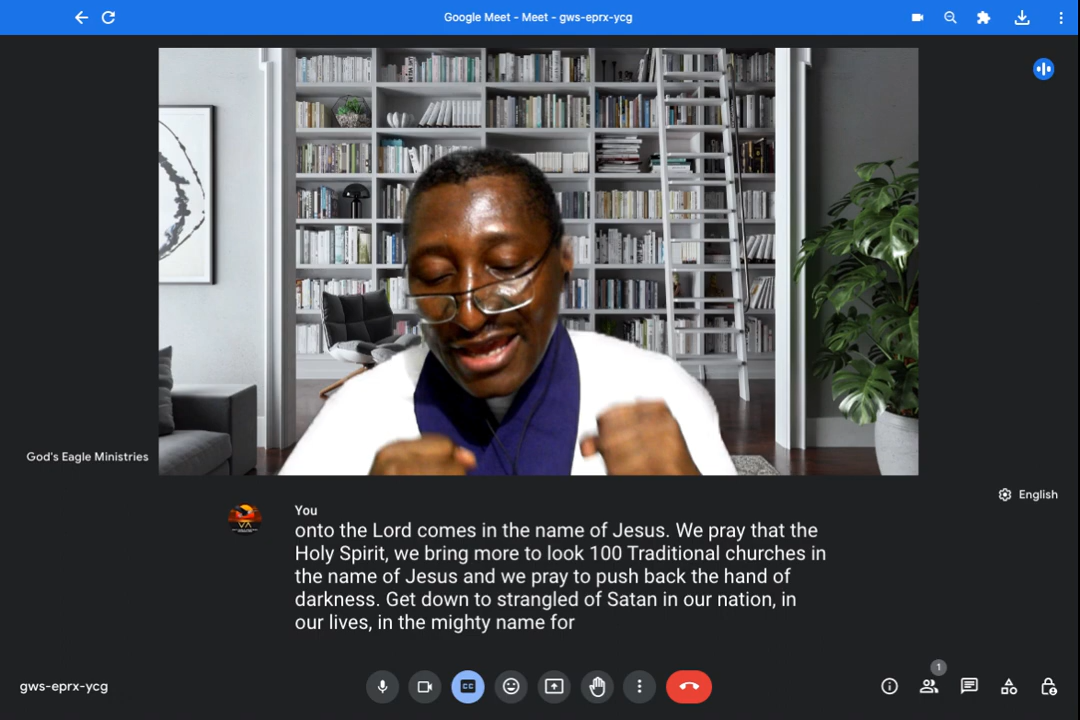 Google Meet - Meet - gws-eprx-ycg
God's Eagle Ministries
English
You
onto the Lord comes in the name of Jesus. We pray that the
Holy Spirit, we bring more to look 100 Traditional churches in
the name of Jesus and we pray to push back the hand of
darkness. Get down to strangled of Satan in our nation, in
our lives, in the mighty name for
gws-eprx-ycg
CC
1